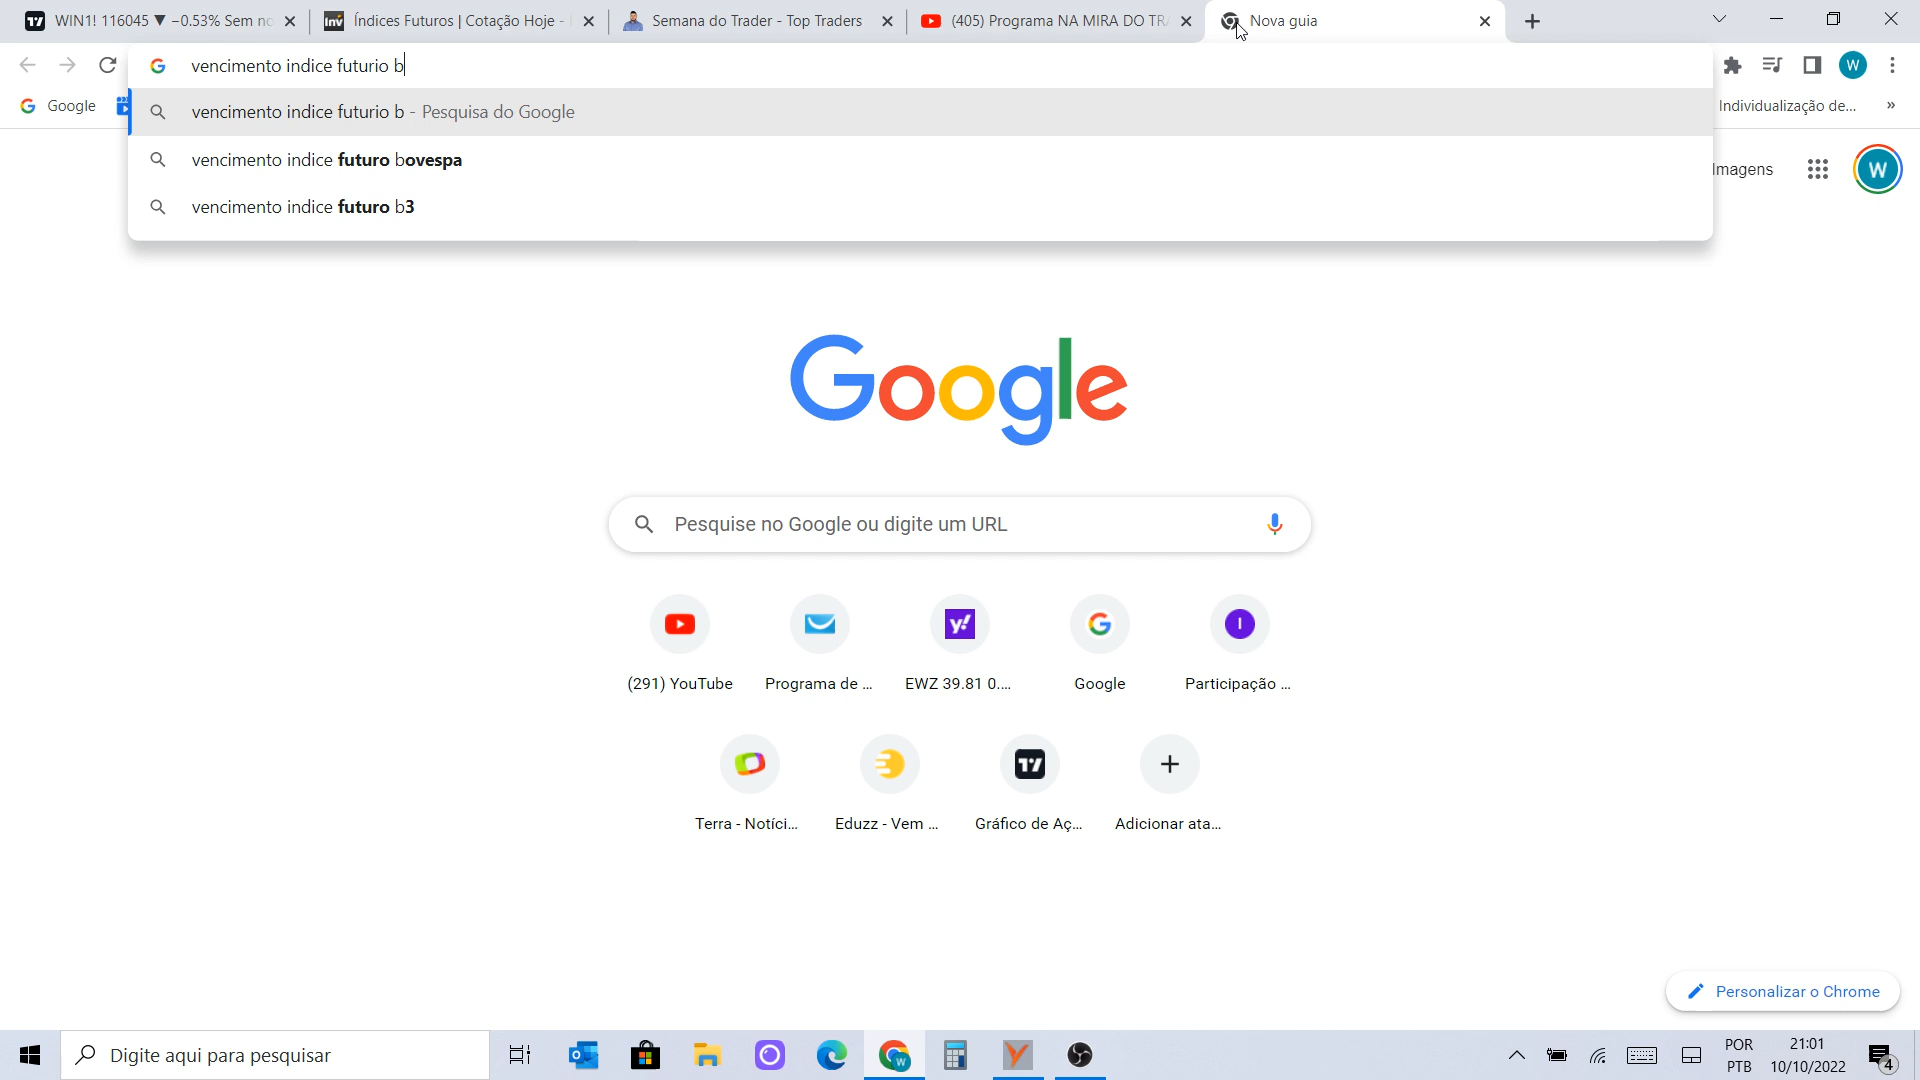 WIN1! 116045 ▼ −0.53% Sem no
Índices Futuros | Cotação Hoje -
Semana do Trader - Top Traders
(405) Programa NA MIRA DO TRA
Nova guia
vencimento indice futurio b
Google
Individualização de...
»
vencimento indice futurio b - Pesquisa do Google
vencimento indice futuro bovespa
vencimento indice futuro b3
Imagens
W
W
Google
Pesquise no Google ou digite um URL
(291) YouTube
Programa de ...
EWZ 39.81 0....
Google
Participação ...
Terra - Notíci...
Eduzz - Vem ...
Gráfico de Aç...
Adicionar ata...
Personalizar o Chrome
Digite aqui para pesquisar
POR
PTB
21:01
10/10/2022
4